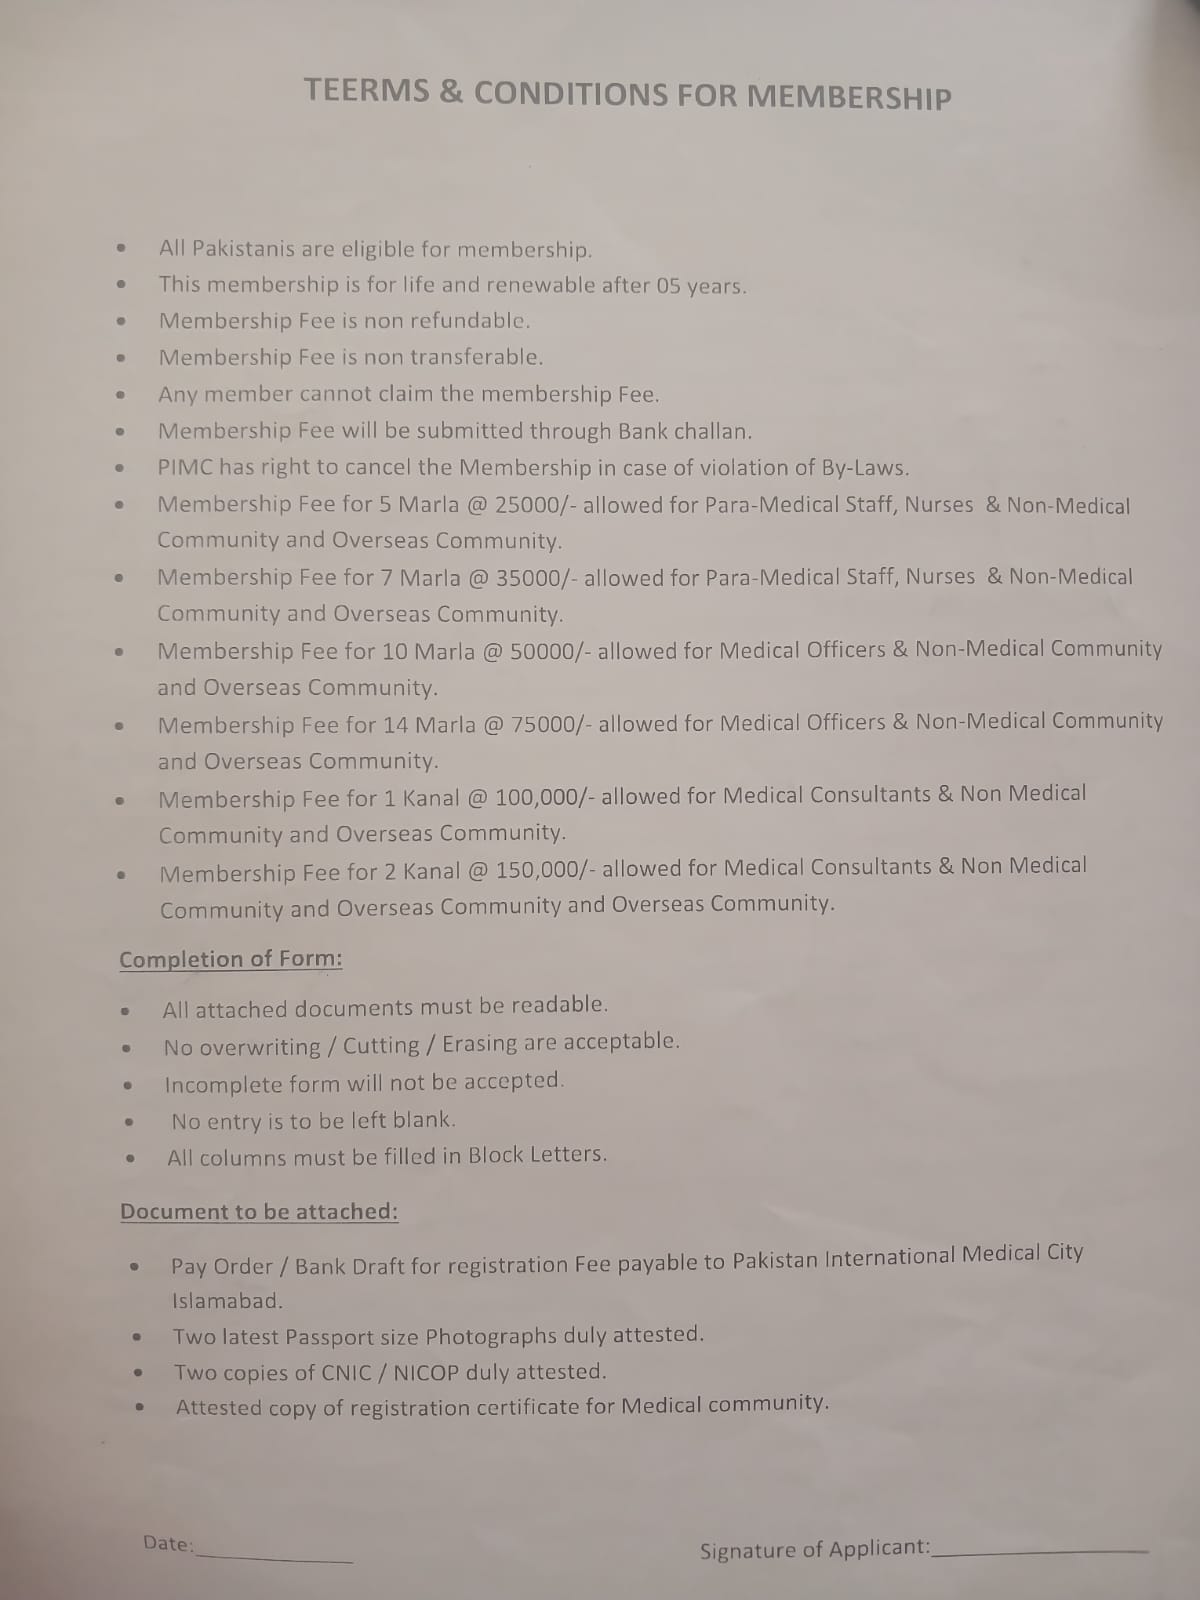 TEERMS & CONDITIONS FOR MEMBERSHIP
• All Pakistanis are eligible for membership.
• This membership is for life and renewable after 05 years.
• Membership Fee is non refundable.
• Membership Fee is non transferable.
• Any member cannot claim the membership Fee.
• Membership Fee will be submitted through Bank challan.
• PIMC has right to cancel the Membership in case of violation of By-Laws.
• Membership Fee for 5 Marla @ 25000/- allowed for Para-Medical Staff, Nurses & Non-Medical
Community and Overseas Community.
• Membership Fee for 7 Marla @ 35000/- allowed for Para-Medical Staff, Nurses & Non-Medical
Community and Overseas Community.
• Membership Fee for 10 Marla @ 50000/- allowed for Medical Officers & Non-Medical Community
and Overseas Community.
• Membership Fee for 14 Marla @ 75000/- allowed for Medical Officers & Non-Medical Community
and Overseas Community.
• Membership Fee for 1 Kanal @ 100,000/- allowed for Medical Consultants & Non Medical
Community and Overseas Community.
• Membership Fee for 2 Kanal @ 150,000/- allowed for Medical Consultants & Non Medical
Community and Overseas Community and Overseas Community.
Completion of Form:
• All attached documents must be readable.
• No overwriting / Cutting / Erasing are acceptable.
• Incomplete form will not be accepted.
• No entry is to be left blank.
• All columns must be filled in Block Letters.
Document to be attached:
• Pay Order / Bank Draft for registration Fee payable to Pakistan International Medical City
Islamabad.
• Two latest Passport size Photographs duly attested.
• Two copies of CNIC / NICOP duly attested.
• Attested copy of registration certificate for Medical community.
Date:______________ Signature of Applicant:____________________